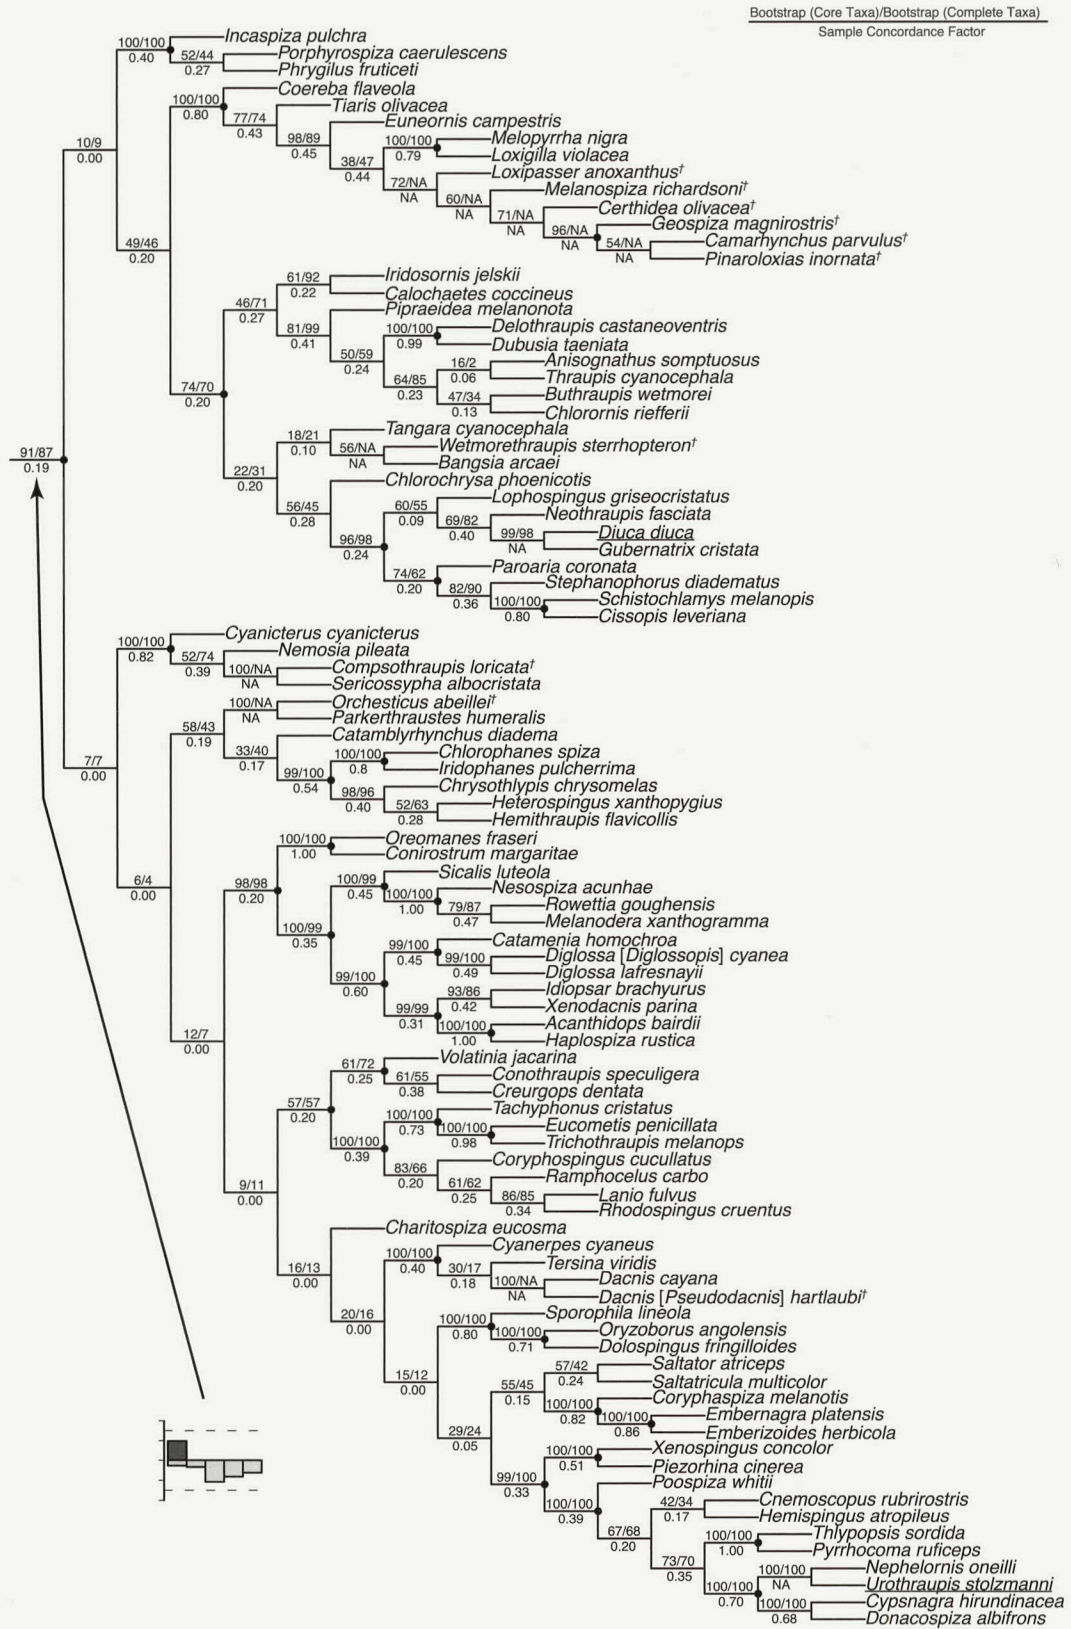 Bootstrap (Core Taxa)/Bootstrap (Complete Taxa)
Sample Concordance Factor
Incaspiza pulchra
100/100
0.40
Porphyrospiza caerulescens
52/44
0.27
Phrygilus fruticeti
Coereba flaveola
100/100
0.80
Tiaris olivacea
77/74
0.43
Euneornis campestris
98/89
0.45
Melopyrrha nigra
100/100
0.79
Loxigilla violacea
10/9
0.00
38/47
0.44
Loxipasser anoxanthus†
72/NA
NA
Melanospiza richardsoni†
60/NA
NA
Certhidea olivacea†
71/NA
NA
Geospiza magnirostris†
96/NA
NA
Camarhynchus parvulus†
54/NA
NA
Pinaroloxias inornata†
49/46
0.20
Iridosornis jelskii
61/92
0.22
Calochaetes coccineus
46/71
0.27
Pipraeidea melanonota
81/99
0.41
Delothraupis castaneoventris
100/100
0.99
Dubusia taeniata
50/59
0.24
Anisognathus somptuosus
16/2
0.06
Thraupis cyanocephala
64/85
0.23
Buthraupis wetmorei
47/34
0.13
Chlorornis riefferii
74/70
0.20
Tangara cyanocephala
18/21
0.10
Wetmorethraupis sterrhopteron†
56/NA
NA
Bangsia arcaei
91/87
0.19
22/31
0.20
Chlorochrysa phoenicotis
56/45
0.28
Lophospingus griseocristatus
60/55
0.09
Neothraupis fasciata
69/82
0.40
Diuca diuca
99/98
NA
Gubernatrix cristata
96/98
0.24
Paroaria coronata
74/62
0.20
Stephanophorus diadematus
82/90
0.36
Schistochlamys melanopis
100/100
0.80
Cissopis leveriana
Cyanicterus cyanicterus
100/100
0.82
Nemosia pileata
52/74
0.39
Compsothraupis loricata†
100/NA
NA
Sericossypha albocristata
Orchesticus abeillei†
100/NA
NA
Parkerthraustes humeralis
58/43
0.19
Catamblyrhynchus diadema
33/40
0.17
Chlorophanes spiza
100/100
0.8
Iridophanes pulcherrima
7/7
0.00
99/100
0.54
Chrysothlypis chrysomelas
98/96
0.40
Heterospingus xanthopygius
52/63
0.28
Hemithraupis flavicollis
Oreomanes fraseri
100/100
1.00
Conirostrum margaritae
6/4
0.00
98/98
0.20
Sicalis luteola
100/99
0.45
Nesospiza acunhae
100/100
1.00
Rowettia goughensis
79/87
0.47
Melanodera xanthogramma
100/99
0.35
Catamenia homochroa
99/100
0.45
Diglossa [Diglossopis] cyanea
99/100
0.49
Diglossa lafresnayii
99/100
0.60
Idiopsar brachyurus
93/86
0.42
Xenodacnis parina
99/99
0.31
Acanthidops bairdii
100/100
1.00
Haplospiza rustica
12/7
0.00
Volatinia jacarina
61/72
0.25
Conothraupis speculigera
61/55
0.38
Creurgops dentata
57/57
0.20
Tachyphonus cristatus
100/100
0.73
Eucometis penicillata
100/100
0.98
Trichothraupis melanops
100/100
0.39
Coryphospingus cucullatus
83/66
0.20
Ramphocelus carbo
61/62
0.25
Lanio fulvus
86/85
0.34
Rhodospingus cruentus
9/11
0.00
Charitospiza eucosma
16/13
0.00
Cyanerpes cyaneus
100/100
0.40
Tersina viridis
30/17
0.18
Dacnis cayana
100/NA
NA
Dacnis [Pseudodacnis] hartlaubi†
20/16
0.00
Sporophila lineola
100/100
0.80
Oryzoborus angolensis
100/100
0.71
Dolospingus fringilloides
15/12
0.00
Saltator atriceps
57/42
0.24
Saltatricula multicolor
55/45
0.15
Coryphaspiza melanotis
100/100
0.82
Embernagra platensis
100/100
0.86
Emberizoides herbicola
29/24
0.05
Xenospingus concolor
100/100
0.51
Piezorhina cinerea
99/100
0.33
Poospiza whitii
100/100
0.39
Cnemoscopus rubrirostris
42/34
0.17
Hemispingus atropileus
67/68
0.20
Thlypopsis sordida
100/100
1.00
Pyrrhocoma ruficeps
73/70
0.35
Nephelornis oneilli
100/100
NA
Urothraupis stolzmanni
100/100
0.70
Cypsnagra hirundinacea
100/100
0.68
Donacospiza albifrons